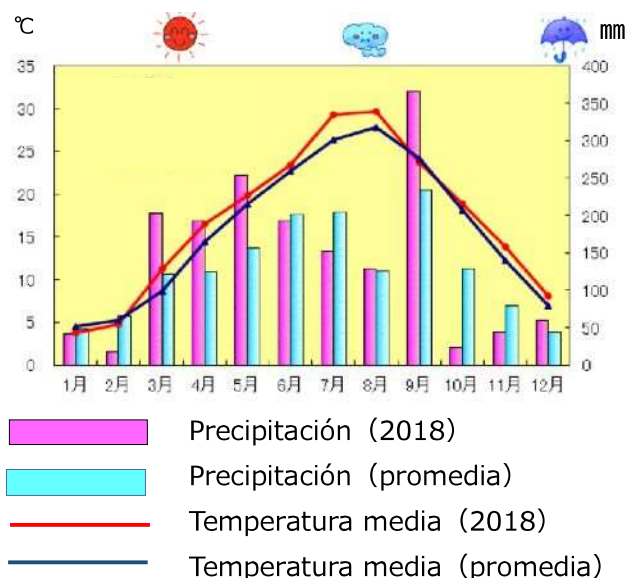 ℃ mm
35 400
30 350
25 300
20 250
15 200
10 150
5 100
0 50
0
1月 2月 3月 4月 5月 6月 7月 8月 9月 10月 11月 12月
Precipitación（2018）
Precipitación（promedia）
Temperatura media（2018）
Temperatura media（promedia）